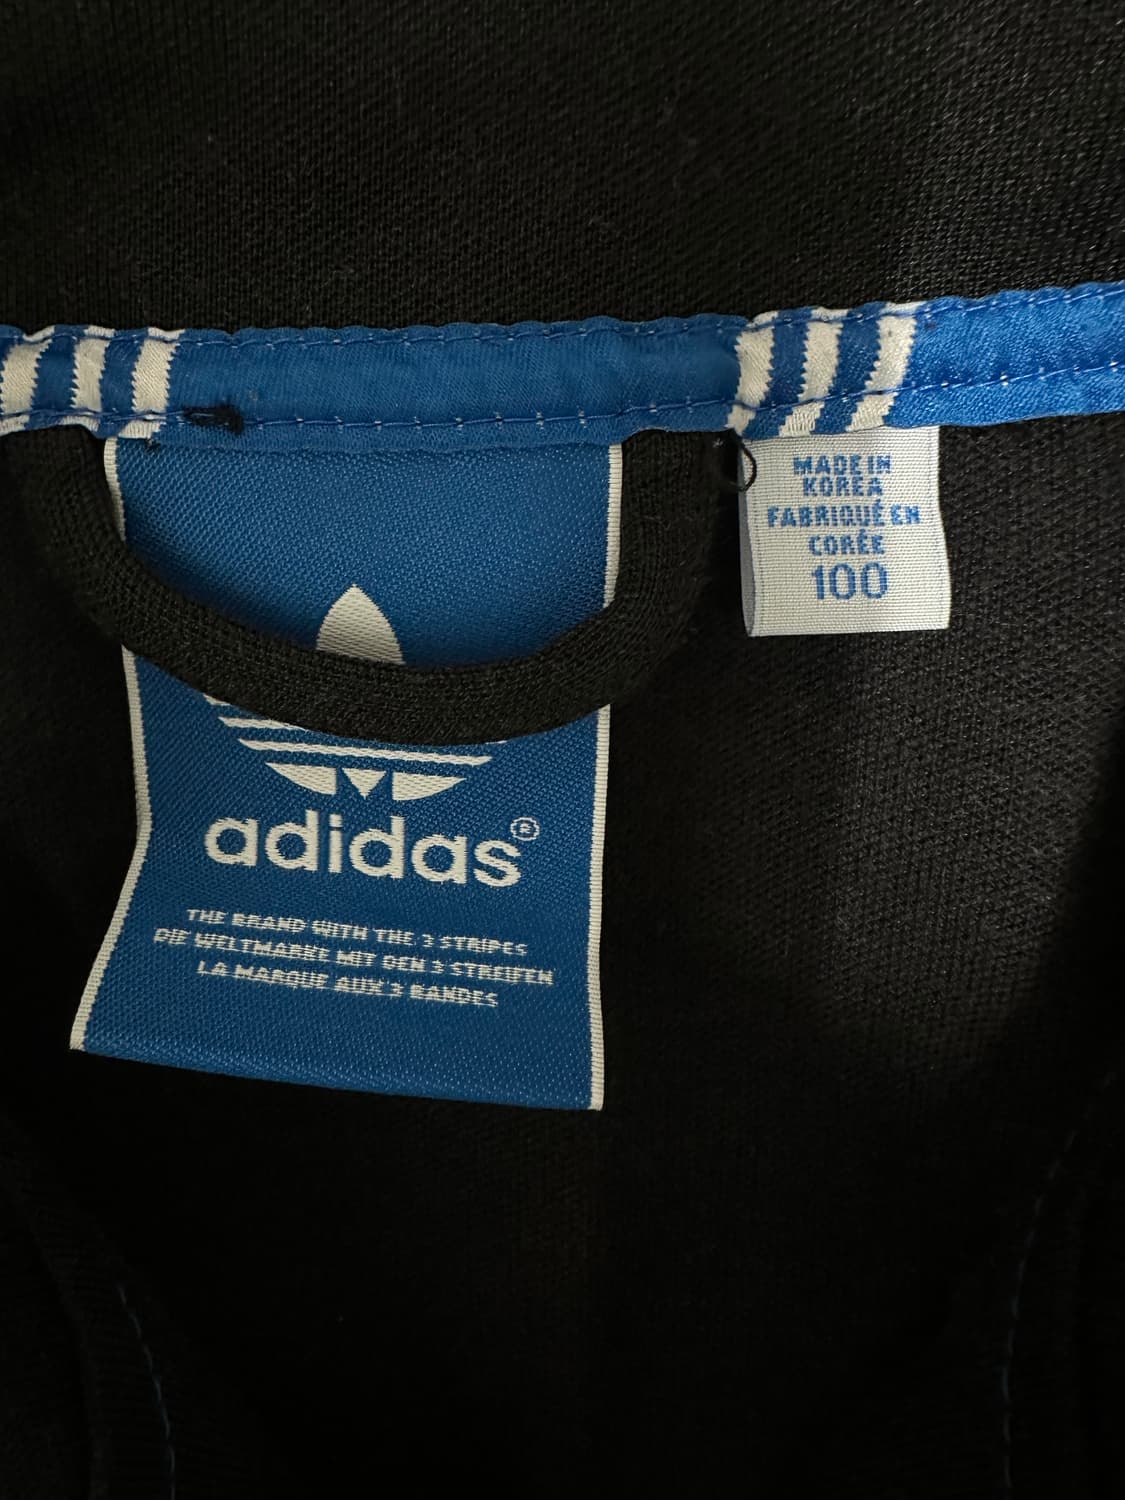 MADE IN
KOREA
FABRIQUÉ EN
CORÉE
100
adidas®
THE BRAND WITH THE 3 STRIPES
DIE WELTMARKE MIT DEN 3 STREIFEN
LA MARQUE AUX 3 BANDES